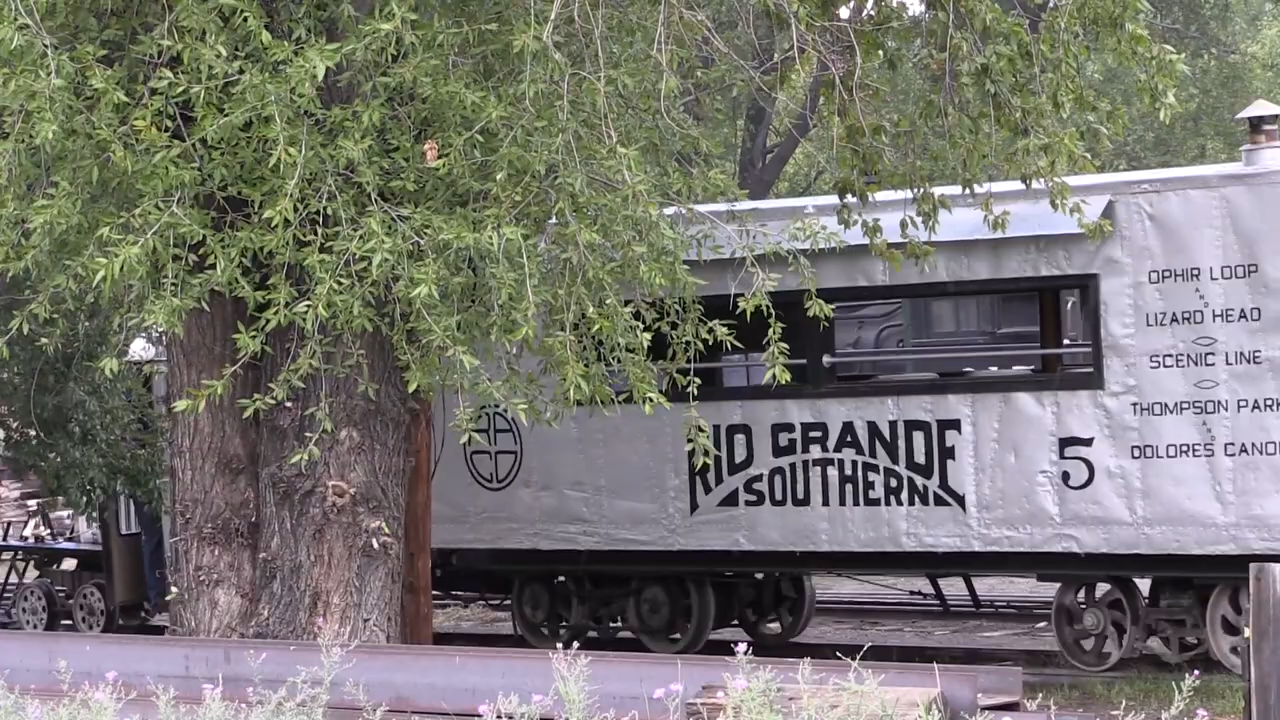 OPHIR LOOP
AND
LIZARD HEAD
SCENIC LINE
THOMPSON PARK
AND
DOLORES CANO
RIO GRANDE
SOUTHERN
5